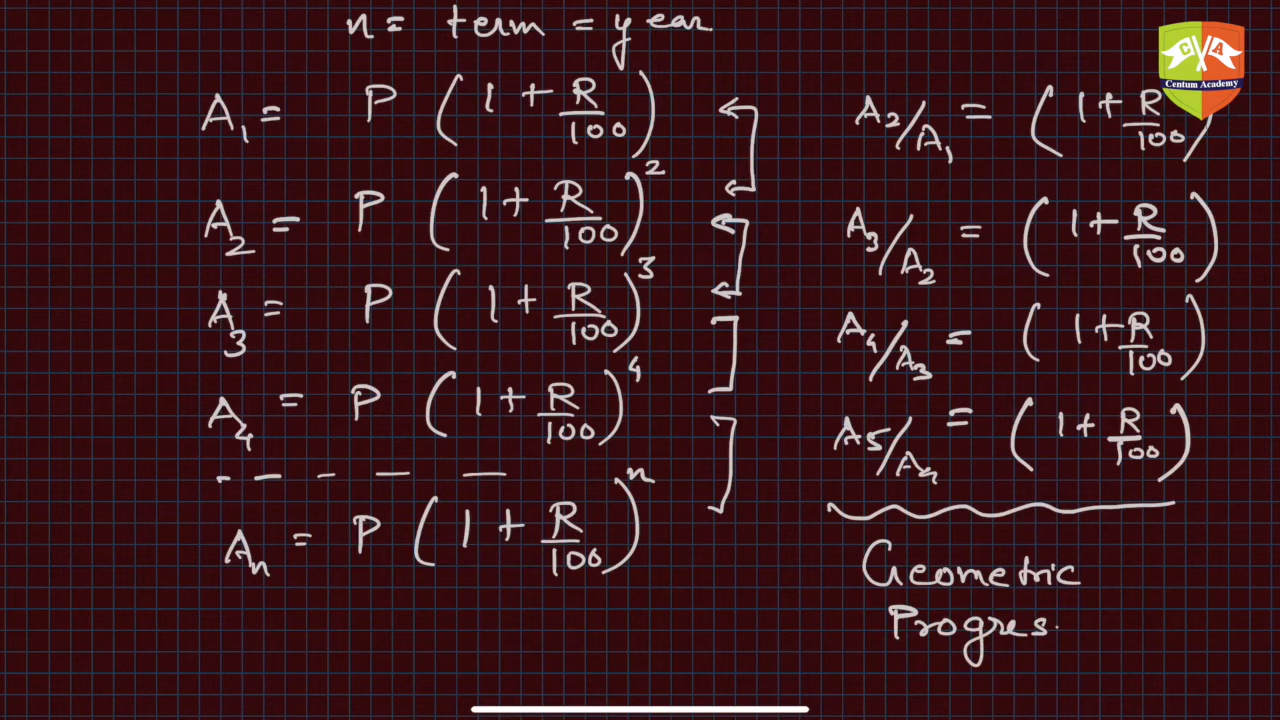 n = term = year
A₁ = P (1 + R/100)
A₂ = P (1 + R/100)²
A₃ = P (1 + R/100)³
A₄ = P (1 + R/100)⁴
- - - - -
Aₙ = P (1 + R/100)ⁿ
C A
Centum Academy
A₂/A₁ = (1 + R/100)
A₃/A₂ = (1 + R/100)
A₄/A₃ = (1 + R/100)
A₅/A₄ = (1 + R/100)
Geometric
Progres.